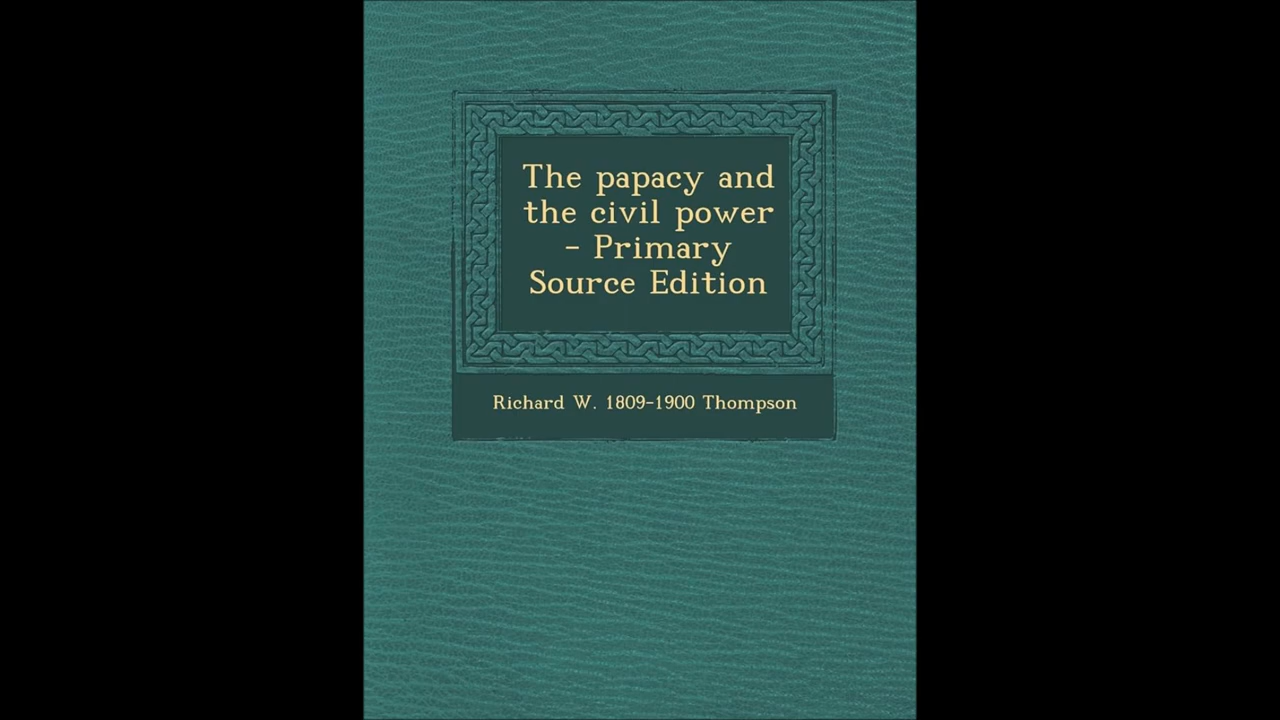 The papacy and
the civil power
- Primary
Source Edition
Richard W. 1809-1900 Thompson